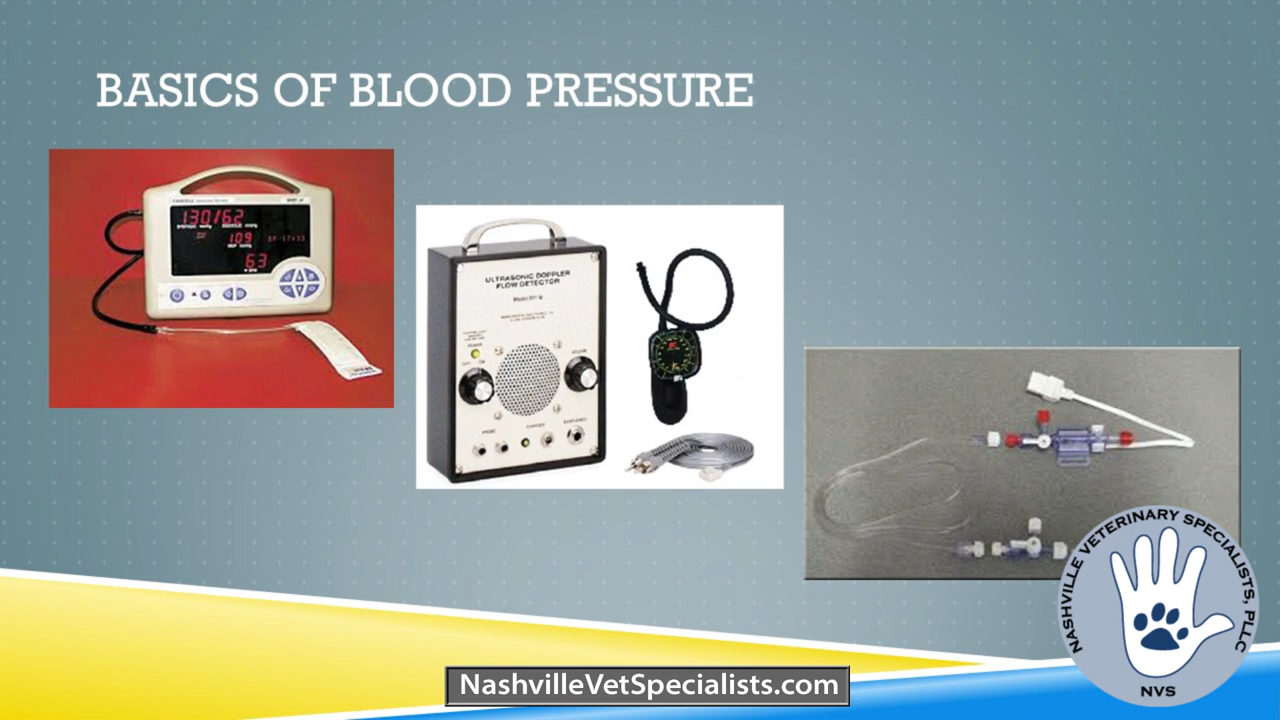 BASICS OF BLOOD PRESSURE
130/62
109
63
ULTRASONIC DOPPLER
FLOW DETECTOR
NASHVILLE VETERINARY SPECIALISTS, PLLC
NVS
NashvilleVetSpecialists.com